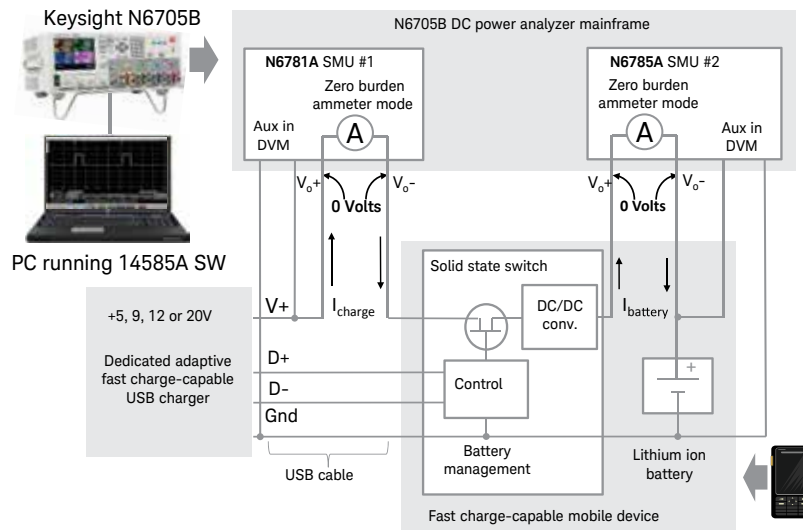 Keysight N6705B
PC running 14585A SW
N6705B DC power analyzer mainframe
N6781A SMU #1
Zero burden
ammeter mode
Aux in
DVM
A
Vo+
Vo-
0 Volts
N6785A SMU #2
Zero burden
ammeter mode
Aux in
DVM
A
Vo+
Vo-
0 Volts
+5, 9, 12 or 20V
Dedicated adaptive
fast charge-capable
USB charger
V+
D+
D-
Gnd
Icharge
USB cable
Solid state switch
DC/DC
conv.
Control
Battery
management
Ibattery
+
Lithium ion
battery
Fast charge-capable mobile device